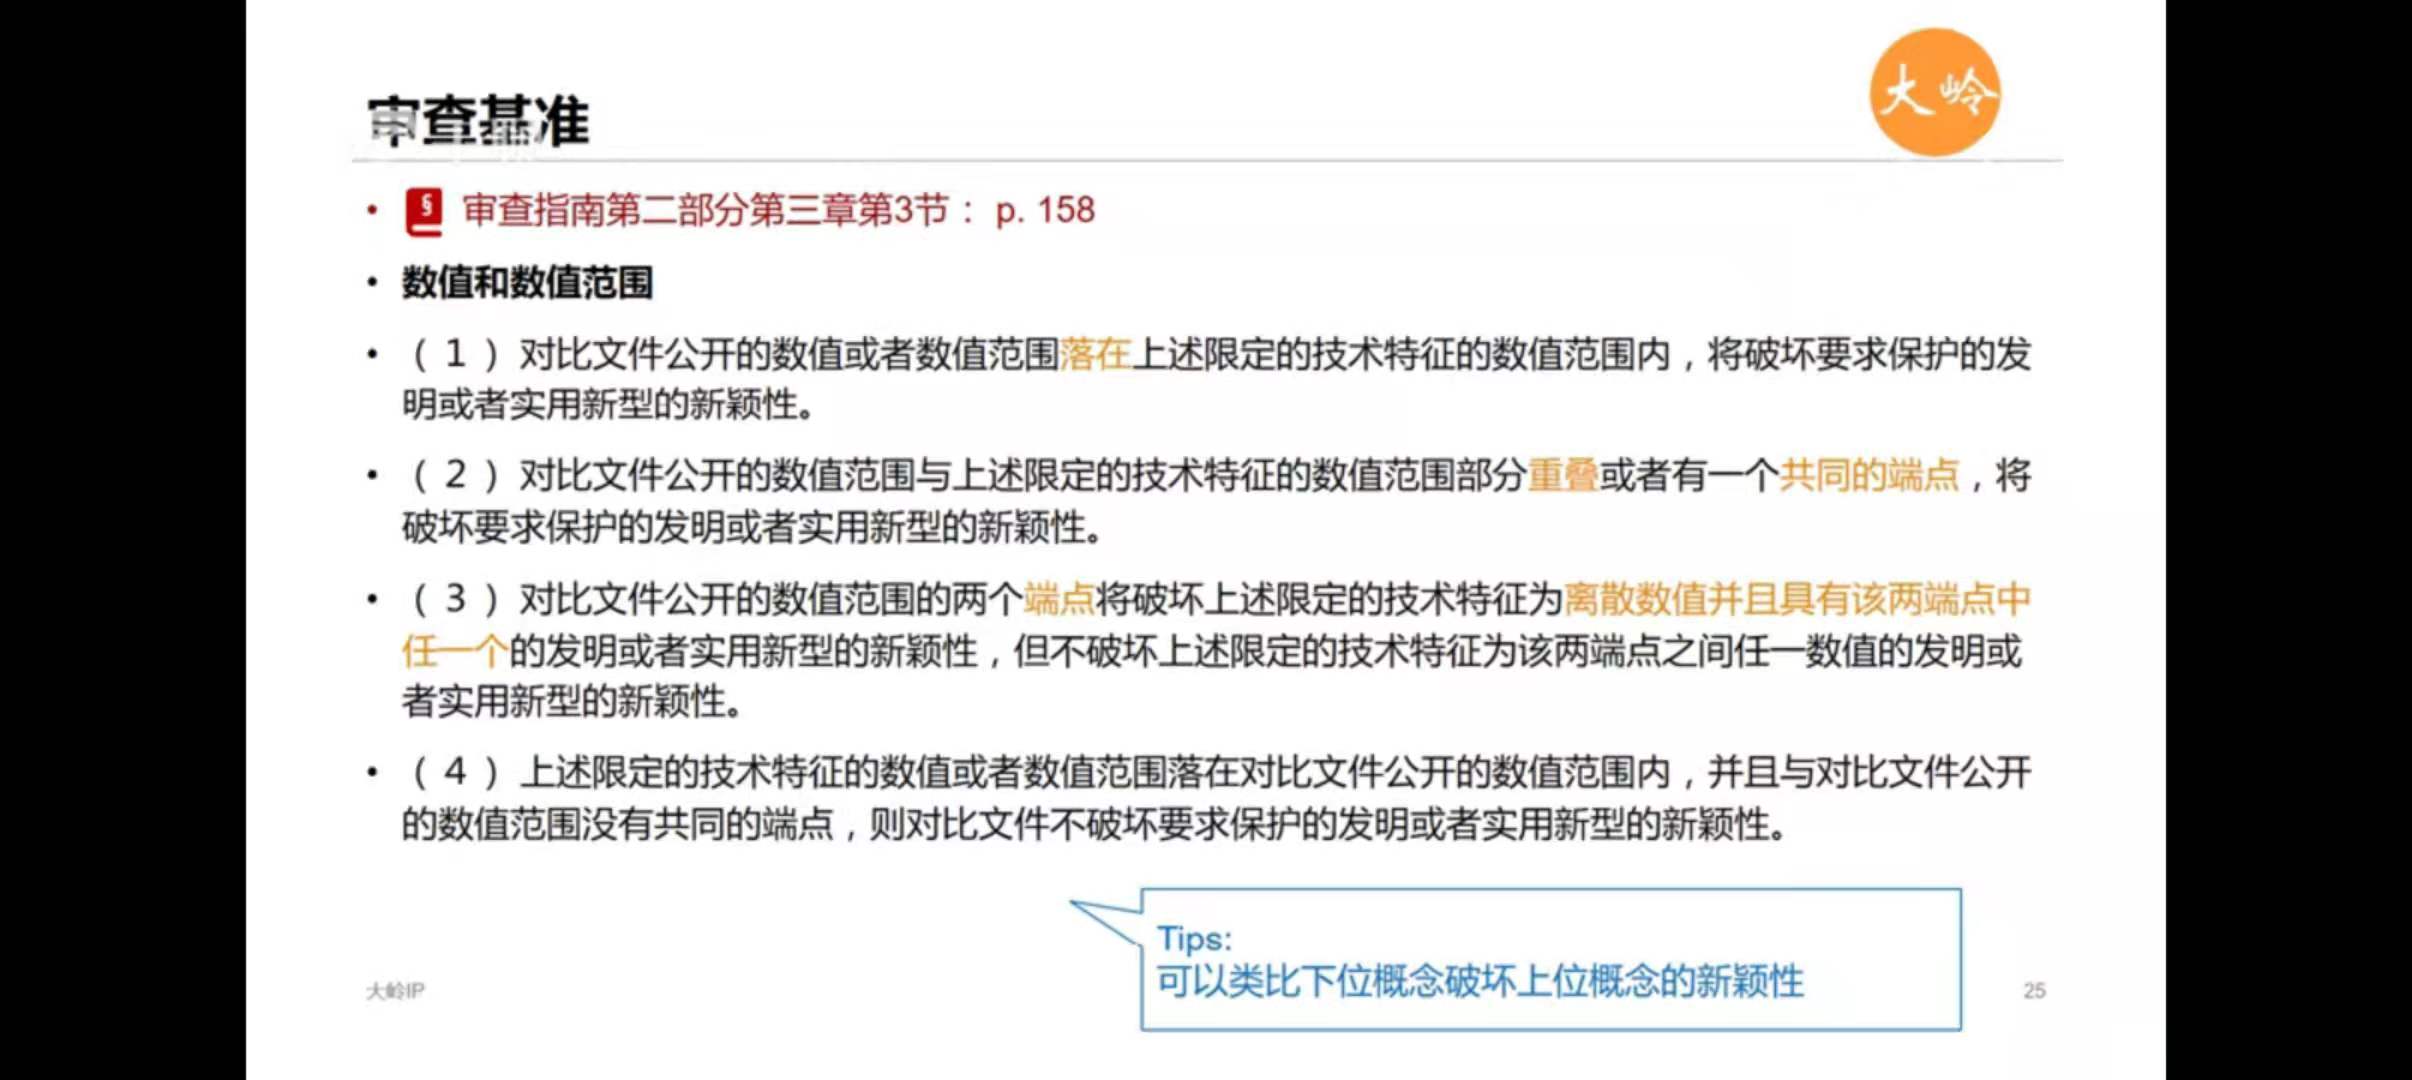 大岭
审查基准
• § 审查指南第二部分第三章第3节： p. 158
• 数值和数值范围
• （1）对比文件公开的数值或者数值范围落在上述限定的技术特征的数值范围内，将破坏要求保护的发
明或者实用新型的新颖性。
• （2）对比文件公开的数值范围与上述限定的技术特征的数值范围部分重叠或者有一个共同的端点，将
破坏要求保护的发明或者实用新型的新颖性。
• （3）对比文件公开的数值范围的两个端点将破坏上述限定的技术特征为离散数值并且具有该两端点中
任一个的发明或者实用新型的新颖性，但不破坏上述限定的技术特征为该两端点之间任一数值的发明或
者实用新型的新颖性。
• （4）上述限定的技术特征的数值或者数值范围落在对比文件公开的数值范围内，并且与对比文件公开
的数值范围没有共同的端点，则对比文件不破坏要求保护的发明或者实用新型的新颖性。
Tips:
可以类比下位概念破坏上位概念的新颖性
大岭IP
25